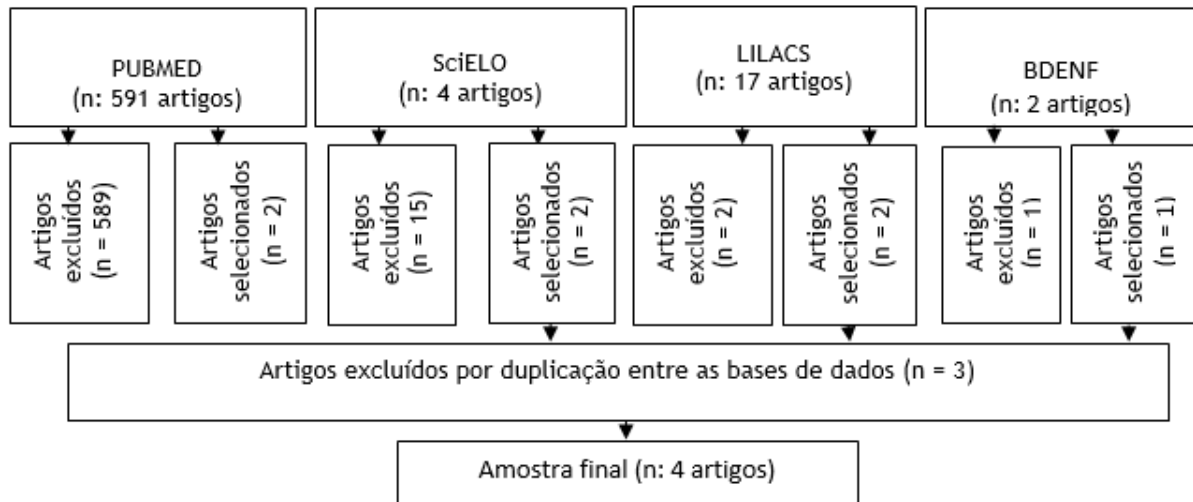 PUBMED
(n: 591 artigos)
SciELO
(n: 4 artigos)
LILACS
(n: 17 artigos)
BDENF
(n: 2 artigos)
Artigos
excluídos
(n = 589)
Artigos
selecionados
(n = 2)
Artigos
excluídos
(n = 15)
Artigos
selecionados
(n = 2)
Artigos
excluídos
(n = 2)
Artigos
selecionados
(n = 2)
Artigos
excluídos
(n = 1)
Artigos
selecionados
(n = 1)
Artigos excluídos por duplicação entre as bases de dados (n = 3)
Amostra final (n: 4 artigos)